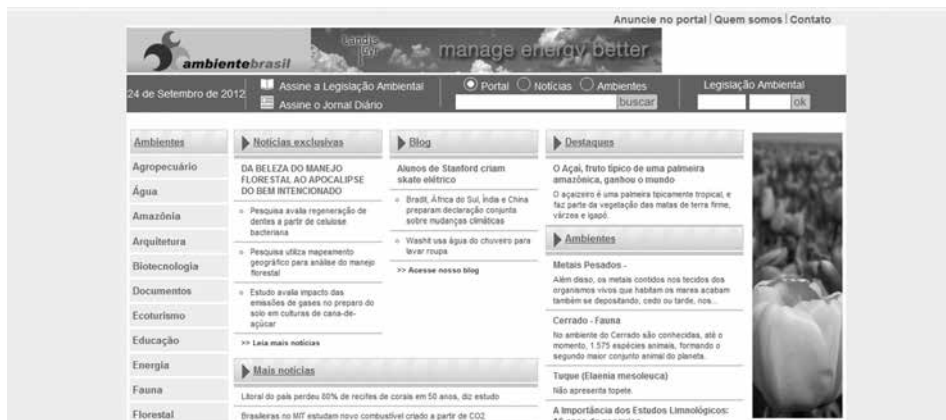 Anuncie no portal | Quem somos | Contato
ambientebrasil
Landis
Gyr
manage energy better
24 de Setembro de 2012
Assine a Legislação Ambiental
Assine o Jornal Diário
Portal Notícias Ambientes
buscar
Legislação Ambiental
ok
Ambientes
Agropecuário
Água
Amazônia
Arquitetura
Biotecnologia
Documentos
Ecoturismo
Educação
Energia
Fauna
Florestal
Notícias exclusivas
DA BELEZA DO MANEJO
FLORESTAL AO APOCALIPSE
DO BEM INTENCIONADO
Pesquisa avalia regeneração de
dentes a partir de celulose
bacteriana
Pesquisa utiliza mapeamento
geográfico para análise do manejo
florestal
Estudo avalia impacto das
emissões de gases no preparo do
solo em culturas de cana-de-
açúcar
>> Leia mais notícias
Blog
Alunos de Stanford criam
skate elétrico
Brasil, África do Sul, Índia e China
preparam declaração conjunta
sobre mudanças climáticas
Washit usa água do chuveiro para
lavar roupa
>> Acesse nosso blog
Mais notícias
Litoral do país perdeu 80% de recifes de corais em 50 anos, diz estudo
Brasileiras no MIT estudam novo combustível criado a partir de CO2
Destaques
O Açaí, fruto típico de uma palmeira
amazônica, ganhou o mundo
O açaizeiro é uma palmeira tipicamente tropical, e
faz parte da vegetação das matas de terra firme,
várzea e igapó.
Ambientes
Metais Pesados -
Além disso, os metais contidos nos tecidos dos
organismos vivos que habitam os mares acabam
também se depositando, cedo ou tarde, nos...
Cerrado - Fauna
No ambiente do Cerrado são conhecidas, até o
momento, 1.575 espécies animais, formando o
segundo maior conjunto animal do planeta.
Tuque (Elaenia mesoleuca)
Não apresenta topete.
A Importância dos Estudos Limnológicos: